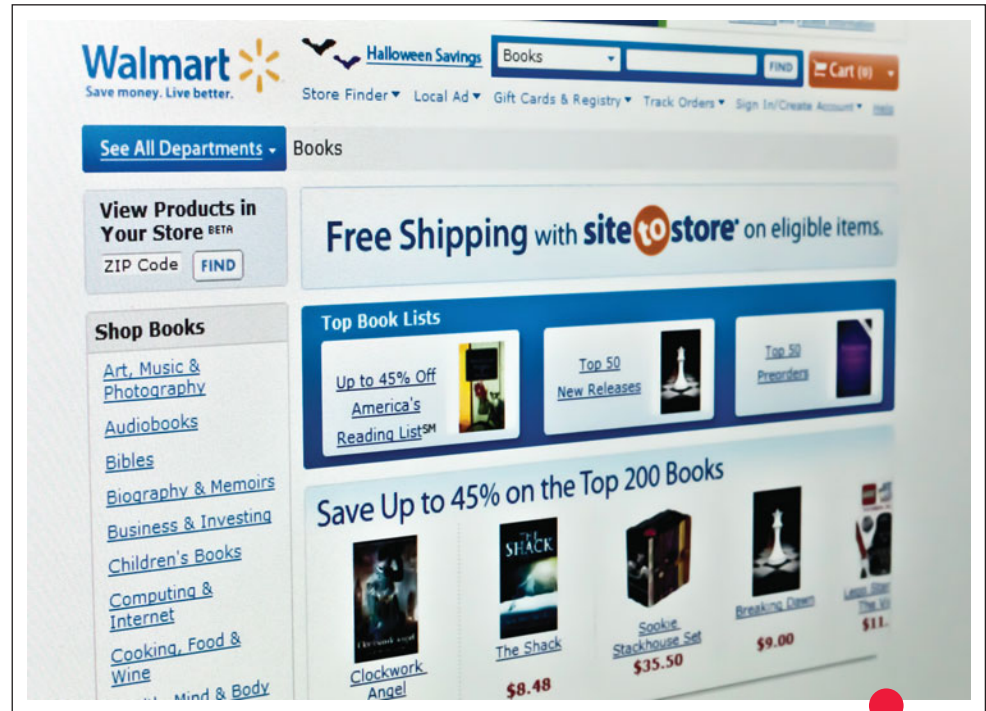 Walmart
Save money. Live better.
Halloween Savings
Books
FIND
Cart (0)
Store Finder
Local Ad
Gift Cards & Registry
Track Orders
Sign In/Create Account
Help
See All Departments
Books
View Products in
Your Store BETA
ZIP Code
FIND
Free Shipping with site to store on eligible items.
Shop Books
Art, Music &
Photography
Audiobooks
Bibles
Biography & Memoirs
Business & Investing
Children's Books
Computing &
Internet
Cooking, Food &
Wine
Mind & Body
Top Book Lists
Up to 45% Off
America's
Reading List℠
Top 50
New Releases
Top 50
Preorders
Save Up to 45% on the Top 200 Books
THE
SHACK
Clockwork
Angel
The Shack
$8.48
Sookie
Stackhouse Set
$35.50
Breaking Dawn
$9.00
The
$11.